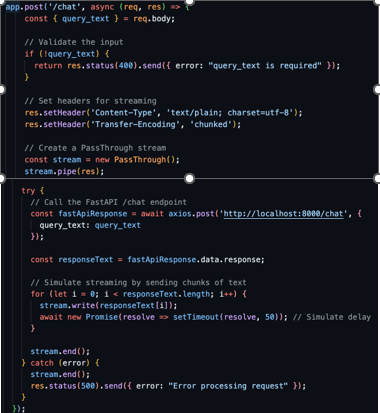 app.post('/chat', async (req, res) => {
const { query_text } = req.body;
// Validate the input
if (!query_text) {
return res.status(400).send({ error: "query_text is required" });
}
// Set headers for streaming
res.setHeader('Content-Type', 'text/plain; charset=utf-8');
res.setHeader('Transfer-Encoding', 'chunked');
// Create a PassThrough stream
const stream = new PassThrough();
stream.pipe(res);
try {
// Call the FastAPI /chat endpoint
const fastApiResponse = await axios.post('http://localhost:8000/chat', {
query_text: query_text
});
const responseText = fastApiResponse.data.response;
// Simulate streaming by sending chunks of text
for (let i = 0; i < responseText.length; i++) {
stream.write(responseText[i]);
await new Promise(resolve => setTimeout(resolve, 50)); // Simulate delay
}
stream.end();
} catch (error) {
stream.end();
res.status(500).send({ error: "Error processing request" });
}
});